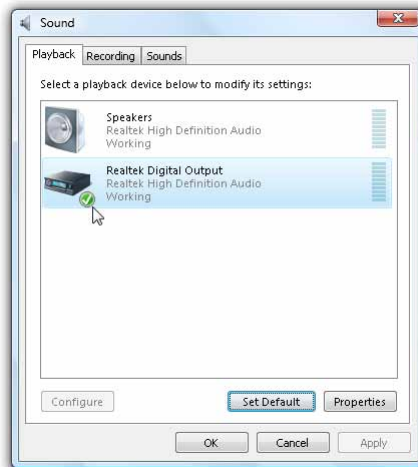 Sound
Playback Recording Sounds
Select a playback device below to modify its settings:
Speakers
Realtek High Definition Audio
Working
Realtek Digital Output
Realtek High Definition Audio
Working
Configure Set Default Properties
OK Cancel Apply